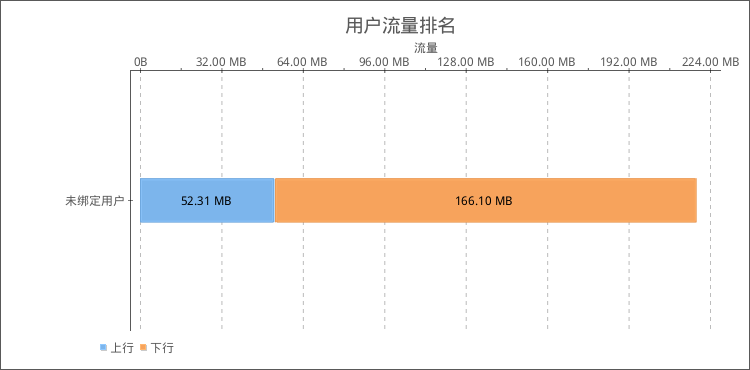 用户流量排名
流量
0B 32.00 MB 64.00 MB 96.00 MB 128.00 MB 160.00 MB 192.00 MB 224.00 MB
未绑定用户 52.31 MB 166.10 MB
上行 下行